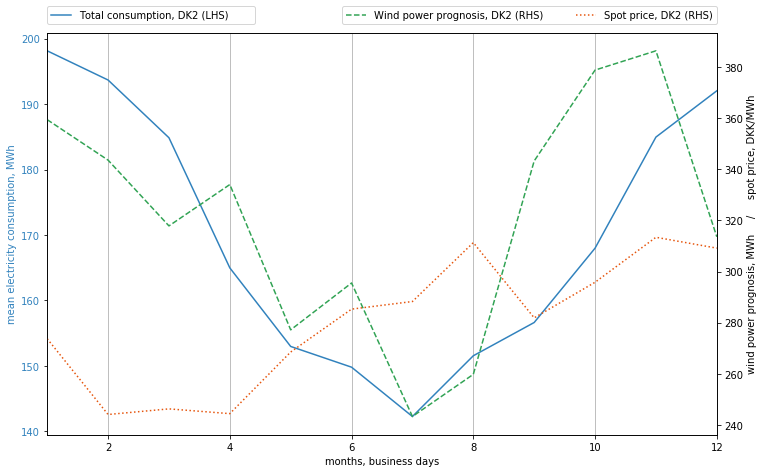 Total consumption, DK2 (LHS)
Wind power prognosis, DK2 (RHS)
Spot price, DK2 (RHS)
200
190
180
170
160
150
140
mean electricity consumption, MWh
380
360
340
320
300
280
260
240
wind power prognosis, MWh / spot price, DKK/MWh
2 4 6 8 10 12
months, business days